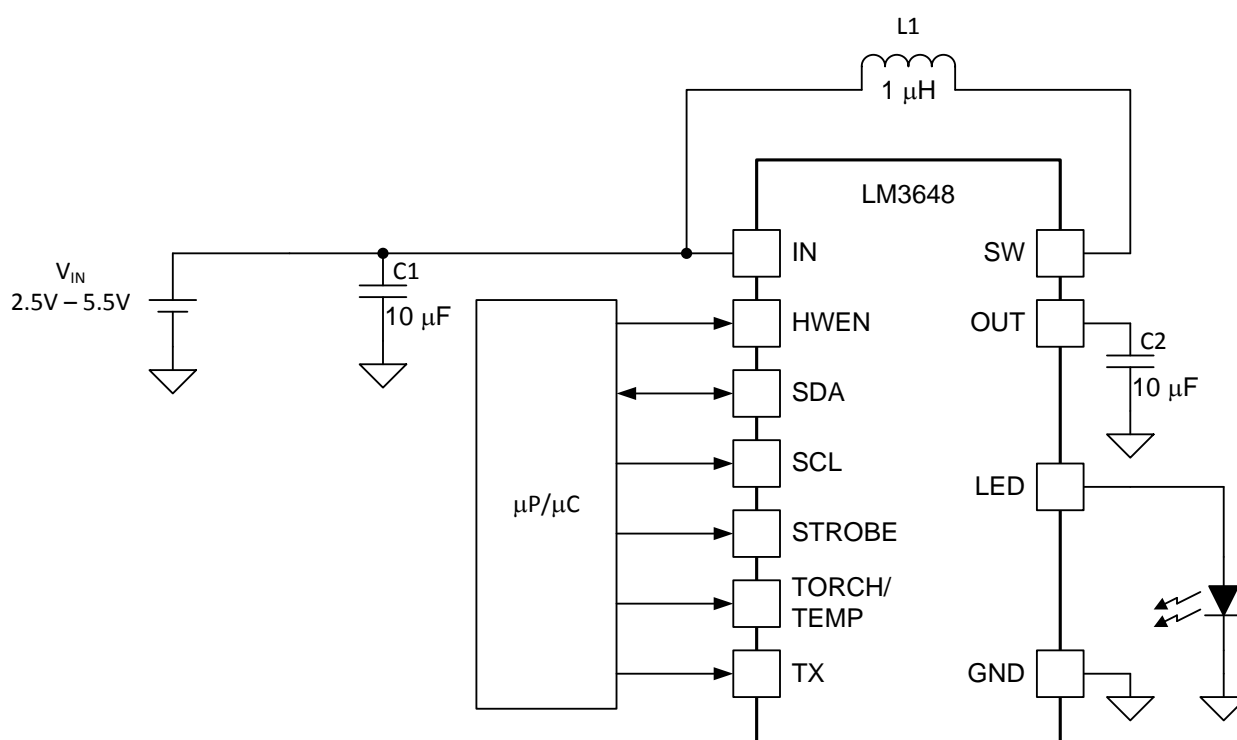 L1
1 μH
LM3648
IN
SW
V_IN
2.5V – 5.5V
C1
10 μF
HWEN
OUT
C2
10 μF
SDA
SCL
LED
μP/μC
STROBE
TORCH/
TEMP
TX
GND